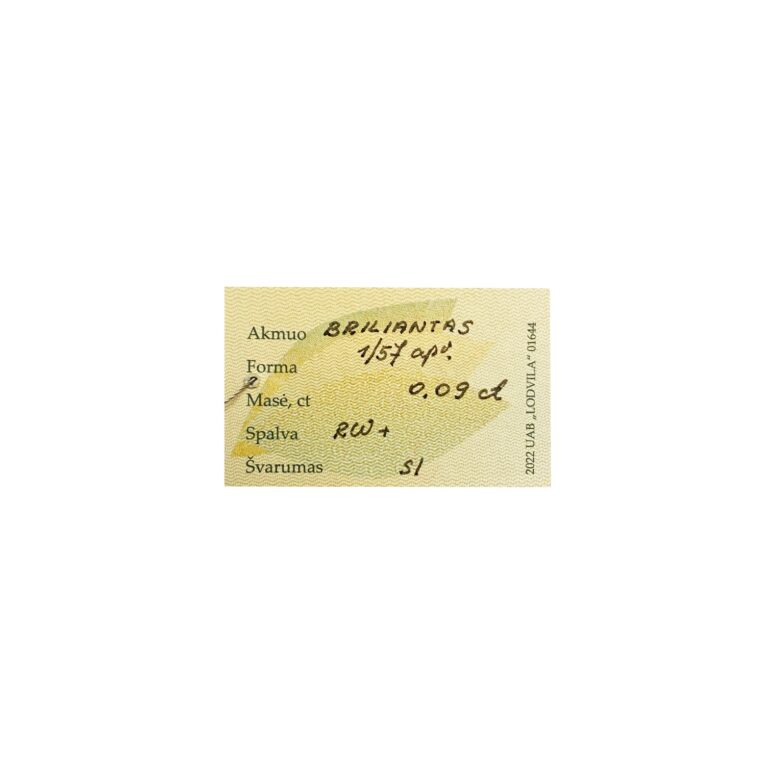 Akmuo BRILIANTAS
Forma 1/57 apv.
Masė, ct 0.09 ct
Spalva RW+
Švarumas SI
2022 UAB „LODVILA“ 01644